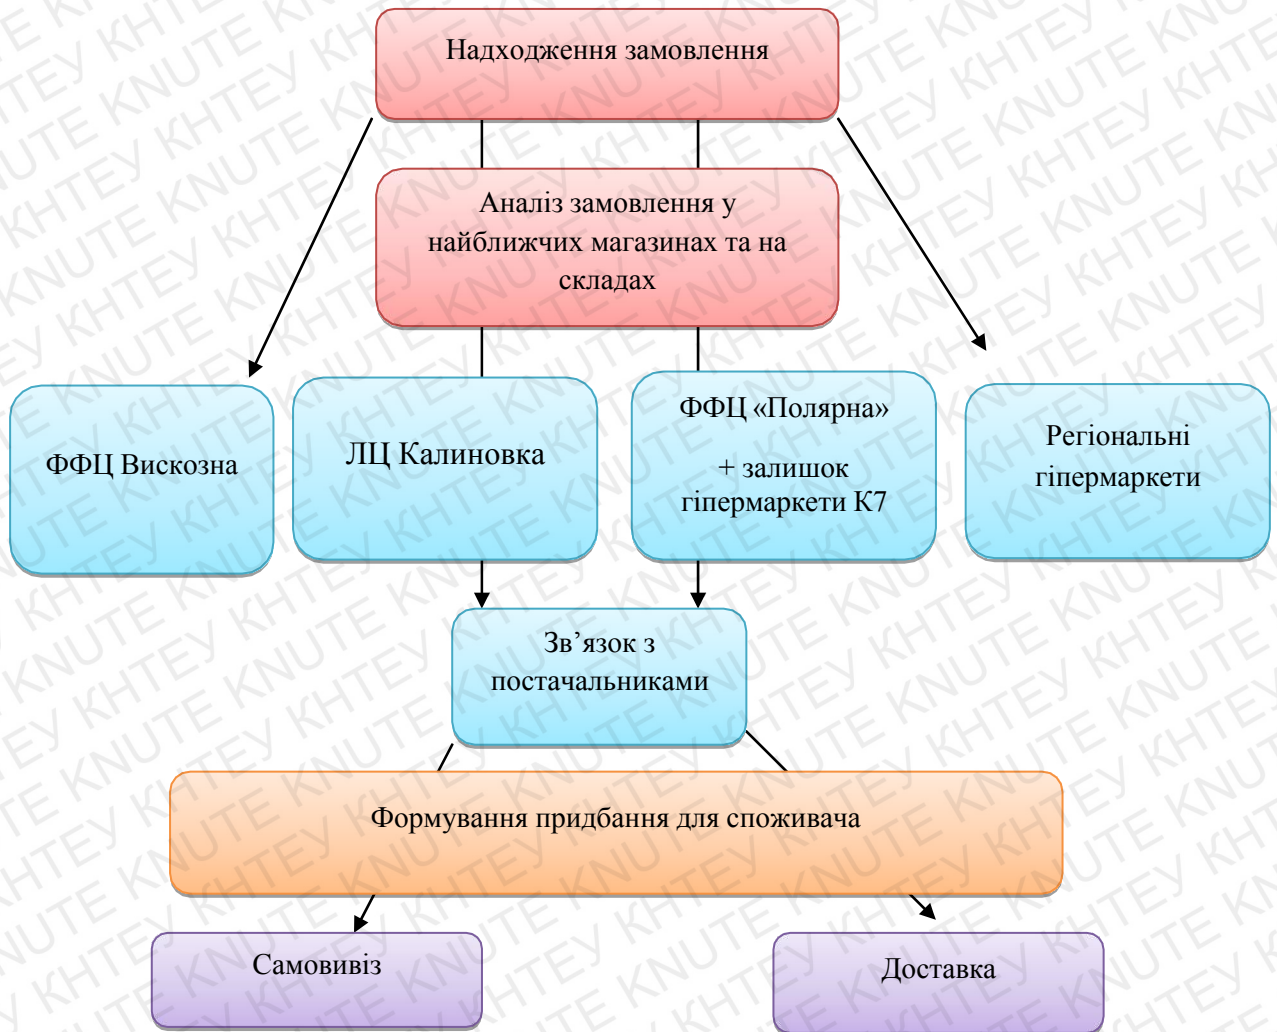 Надходження замовлення
Аналіз замовлення у
найближчих магазинах та на
складах
ФФЦ Вискозна
ЛЦ Калиновка
ФФЦ «Полярна»
+ залишок
гіпермаркети К7
Регіональні
гіпермаркети
Зв’язок з
постачальниками
Формування придбання для споживача
Самовивіз
Доставка